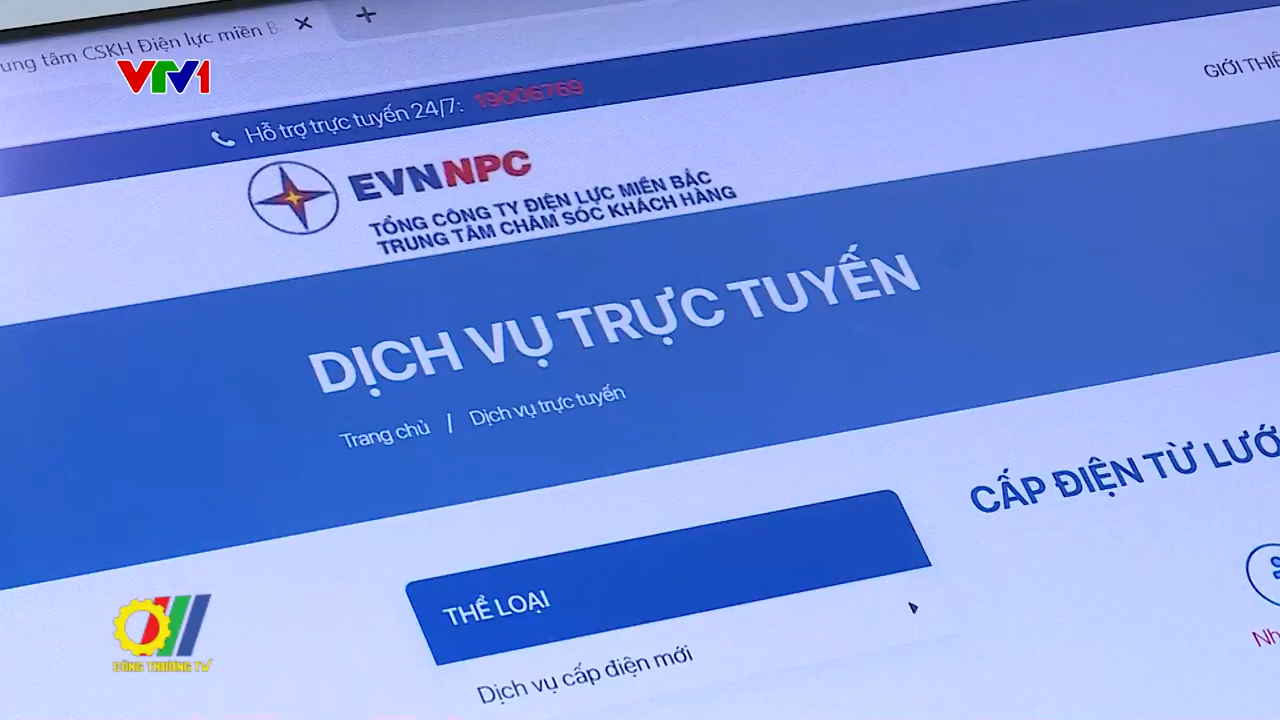 ung tâm CSKH Điện lực miền B
VTV1
Hỗ trợ trực tuyến 24/7: 19006769
GIỚI THIỆ
EVNNPC
TỔNG CÔNG TY ĐIỆN LỰC MIỀN BẮC
TRUNG TÂM CHĂM SÓC KHÁCH HÀNG
DỊCH VỤ TRỰC TUYẾN
Trang chủ / Dịch vụ trực tuyến
CẤP ĐIỆN TỪ LƯỚ
THỂ LOẠI
Dịch vụ cấp điện mới
Nh
CÔNG THƯƠNG TV